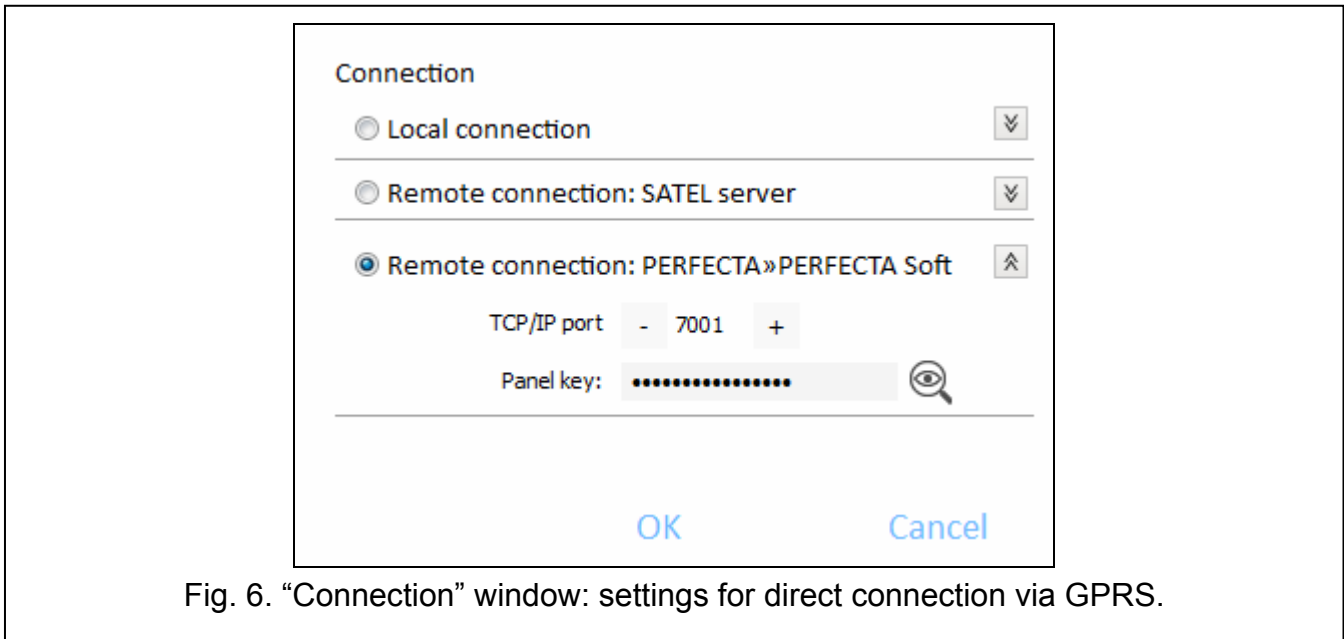 Connection
Local connection
Remote connection: SATEL server
Remote connection: PERFECTA»PERFECTA Soft
TCP/IP port - 7001 +
Panel key: ••••••••••••••••
OK Cancel
Fig. 6. “Connection” window: settings for direct connection via GPRS.